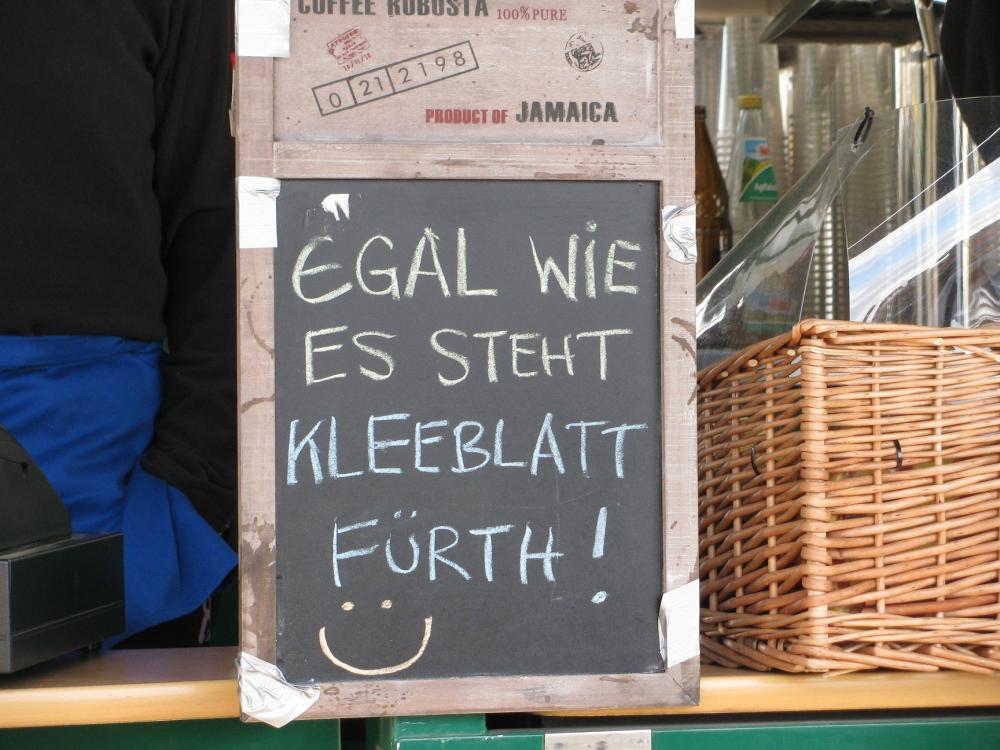 COFFEE ROBUSTA 100% PURE
0 21 2198
PRODUCT OF JAMAICA
EGAL WIE
ES STEHT
KLEEBLATT
FÜRTH!